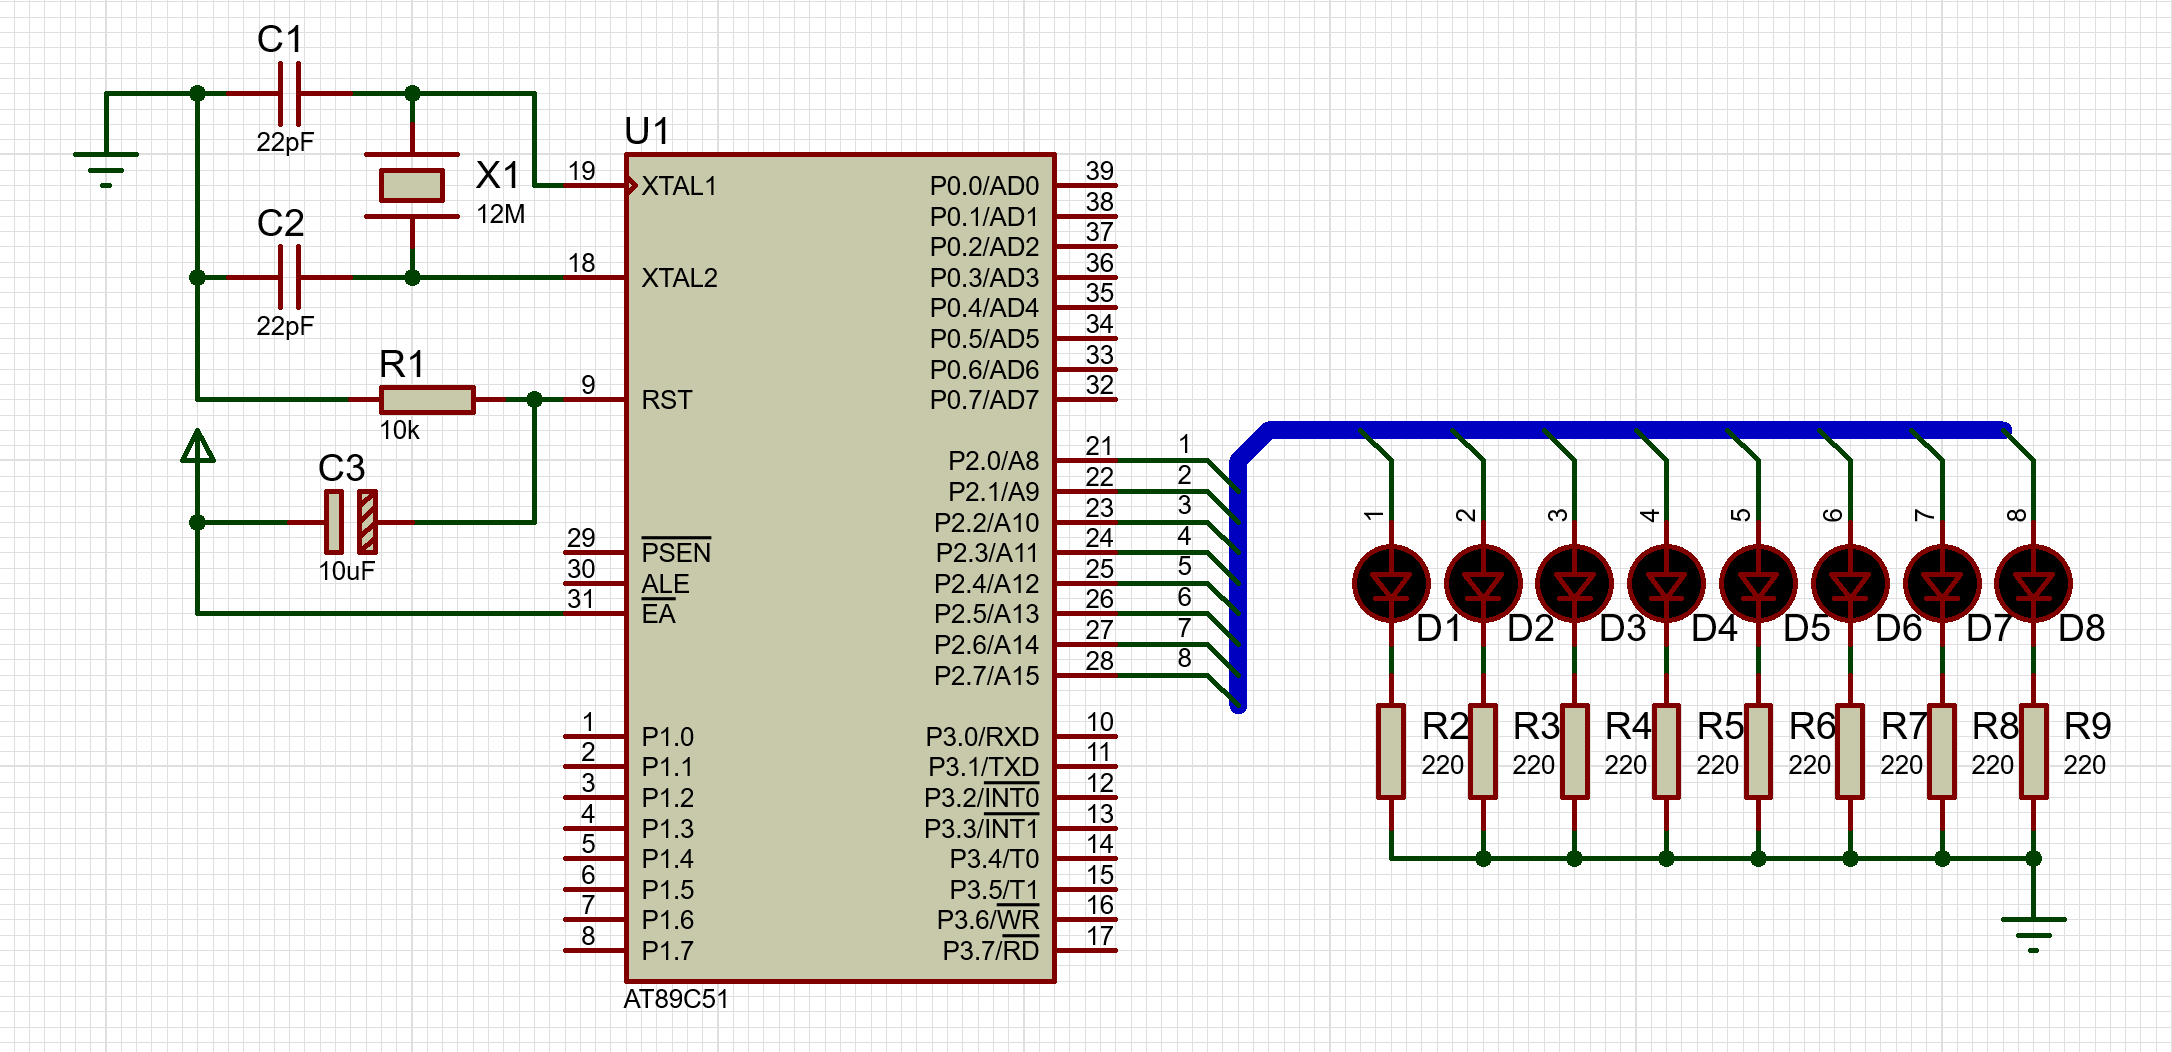 C1
22pF
X1
12M
C2
22pF
R1
10k
C3
10uF
U1
19 XTAL1
18 XTAL2
9 RST
29 PSEN
30 ALE
31 EA
1 P1.0
2 P1.1
3 P1.2
4 P1.3
5 P1.4
6 P1.5
7 P1.6
8 P1.7
P0.0/AD0 39
P0.1/AD1 38
P0.2/AD2 37
P0.3/AD3 36
P0.4/AD4 35
P0.5/AD5 34
P0.6/AD6 33
P0.7/AD7 32
P2.0/A8 21 1
P2.1/A9 22 2
P2.2/A10 23 3
P2.3/A11 24 4
P2.4/A12 25 5
P2.5/A13 26 6
P2.6/A14 27 7
P2.7/A15 28 8
P3.0/RXD 10
P3.1/TXD 11
P3.2/INT0 12
P3.3/INT1 13
P3.4/T0 14
P3.5/T1 15
P3.6/WR 16
P3.7/RD 17
AT89C51
1 2 3 4 5 6 7 8
D1 D2 D3 D4 D5 D6 D7 D8
R2 R3 R4 R5 R6 R7 R8 R9
220 220 220 220 220 220 220 220